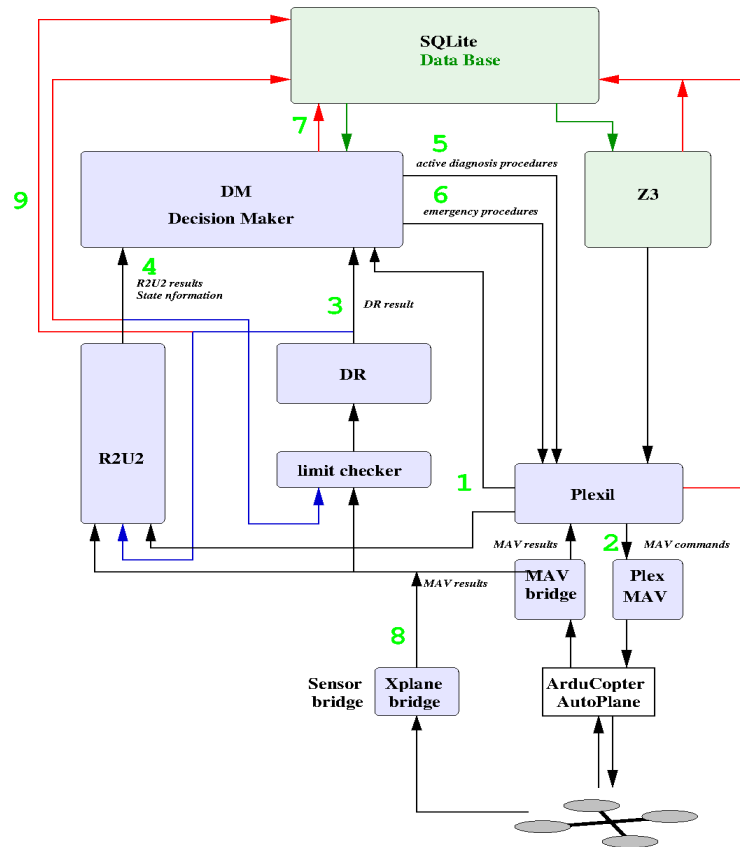 SQLite
Data Base
7
5
active diagnosis procedures
9
DM
Decision Maker
6
emergency procedures
Z3
4
R2U2 results
State nformation
3
DR result
DR
R2U2
limit checker
1
Plexil
MAV results
2
MAV commands
MAV results
MAV
bridge
Plex
MAV
8
Sensor
bridge
Xplane
bridge
ArduCopter
AutoPlane